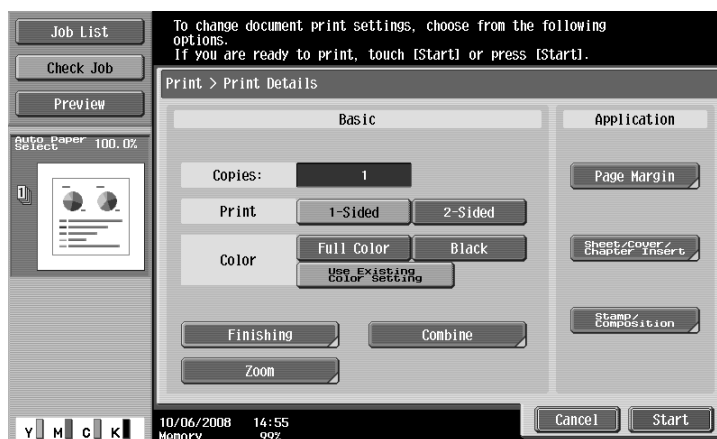 Job List
Check Job
Preview
Auto Paper
Select 100.0%
1
To change document print settings, choose from the following
options.
If you are ready to print, touch [Start] or press [St
Print > Print Details
Basic
Copies: 1
Print 1-Sided 2-Sided
Color Full Color Black
Use Existing
Color Setting
Finishing Combine
Zoom
Application
Page Margin
Sheet/Cover/
Chapter Insert
Stamp/
Composition
Y M C K
10/06/2008 14:55
Memory 99%
Cancel Start